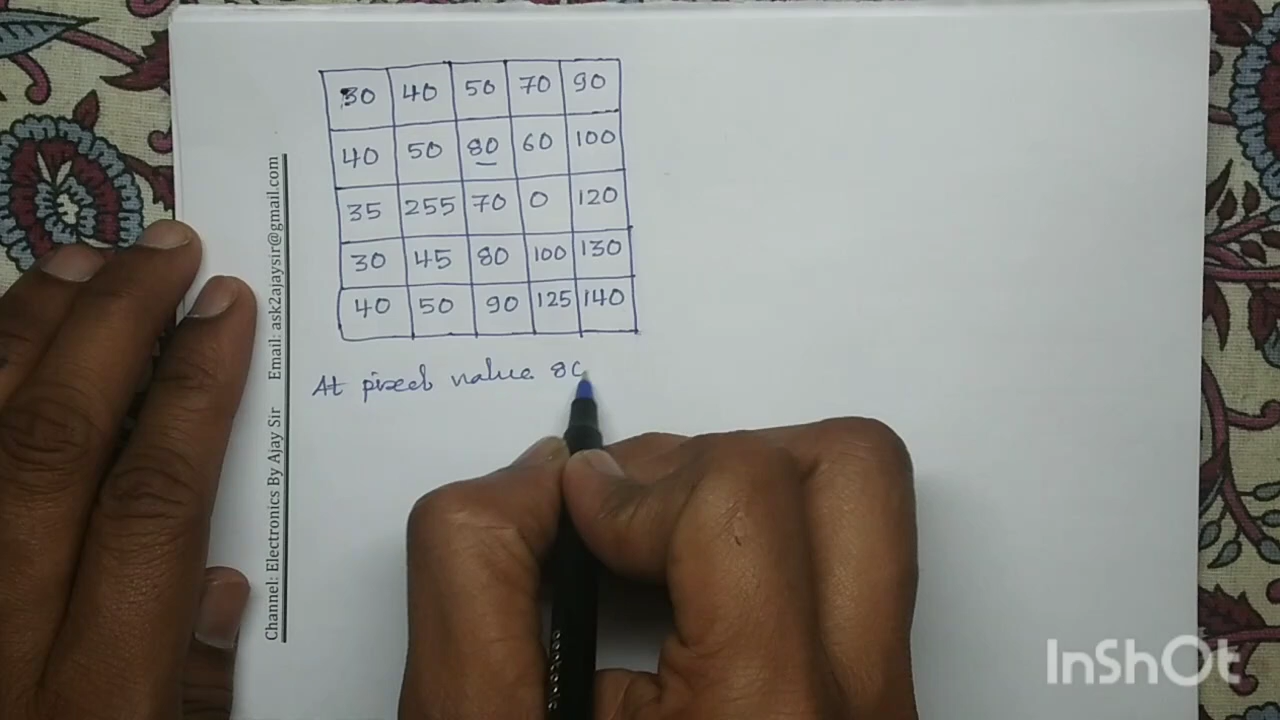 30 40 50 70 90
40 50 80 60 100
35 255 70 0 120
30 45 80 100 130
40 50 90 125 140
At pixel value 80
Channel: Electronics By Ajay Sir Email: ask2ajaysir@gmail.com
InShOt